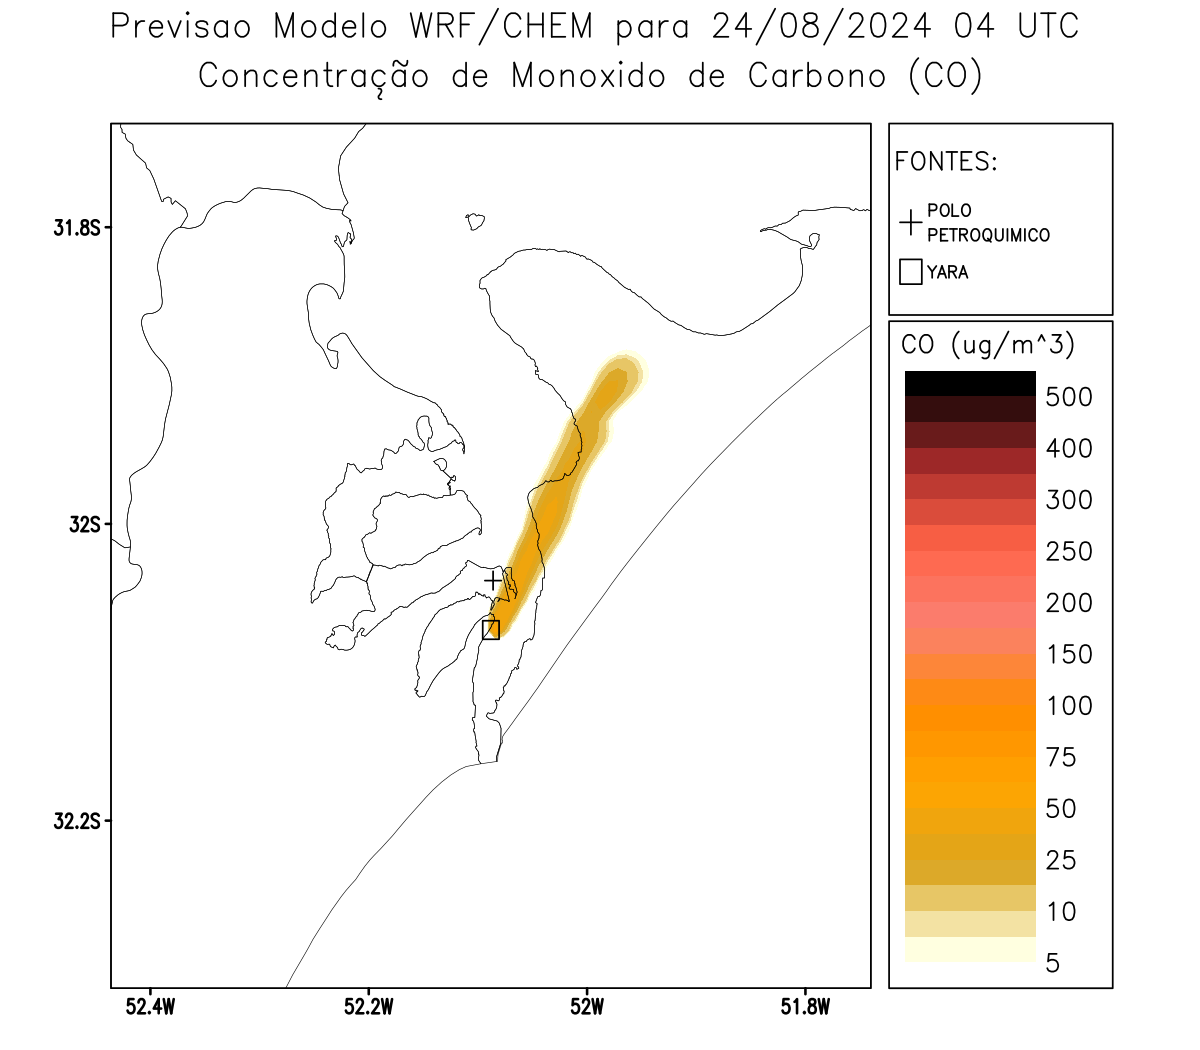 Previsao Modelo WRF/CHEM para 24/08/2024 04 UTC
Concentração de Monoxido de Carbono (CO)
FONTES:
POLO
PETROQUIMICO
YARA
CO (ug/m^3)
500
400
300
250
200
150
100
75
50
25
10
5
31.8S
32S
32.2S
52.4W
52.2W
52W
51.8W